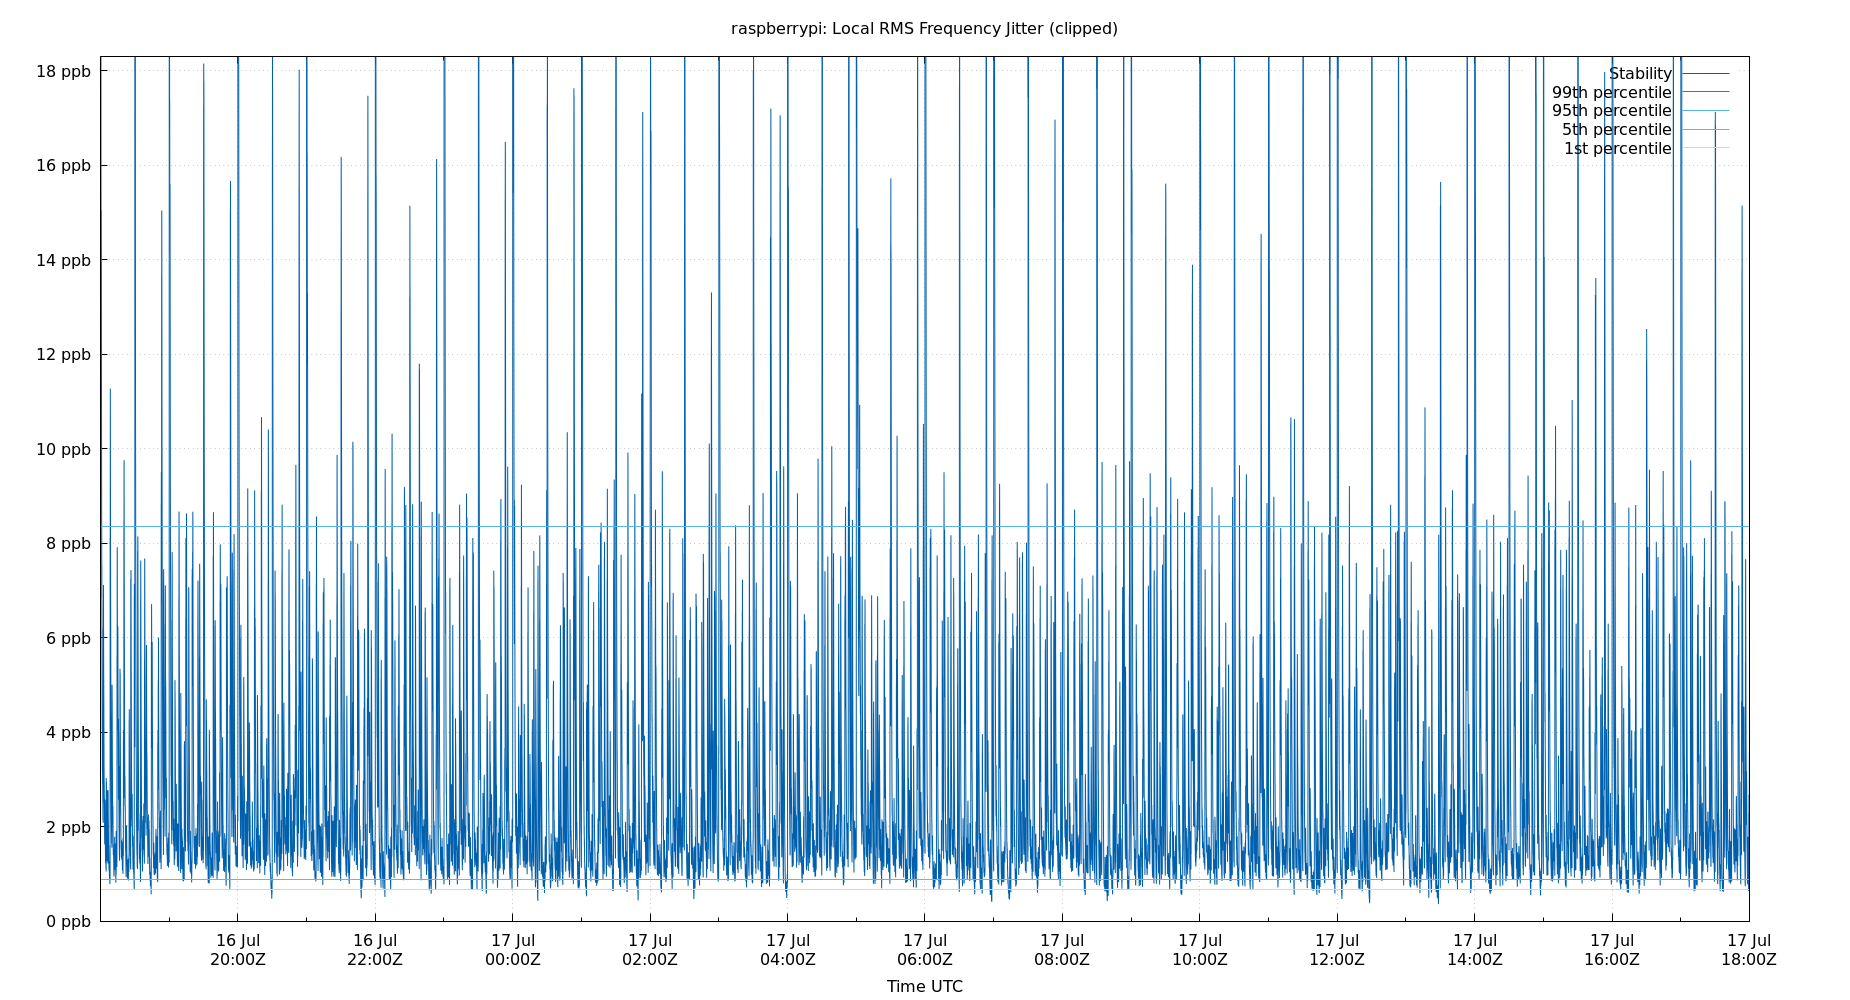 raspberrypi: Local RMS Frequency Jitter (clipped)
18 ppb
16 ppb
14 ppb
12 ppb
10 ppb
8 ppb
6 ppb
4 ppb
2 ppb
0 ppb
Stability
99th percentile
95th percentile
5th percentile
1st percentile
16 Jul 16 Jul 17 Jul 17 Jul 17 Jul 17 Jul 17 Jul 17 Jul 17 Jul 17 Jul 17 Jul 17 Jul
20:00Z 22:00Z 00:00Z 02:00Z 04:00Z 06:00Z 08:00Z 10:00Z 12:00Z 14:00Z 16:00Z 18:00Z
Time UTC